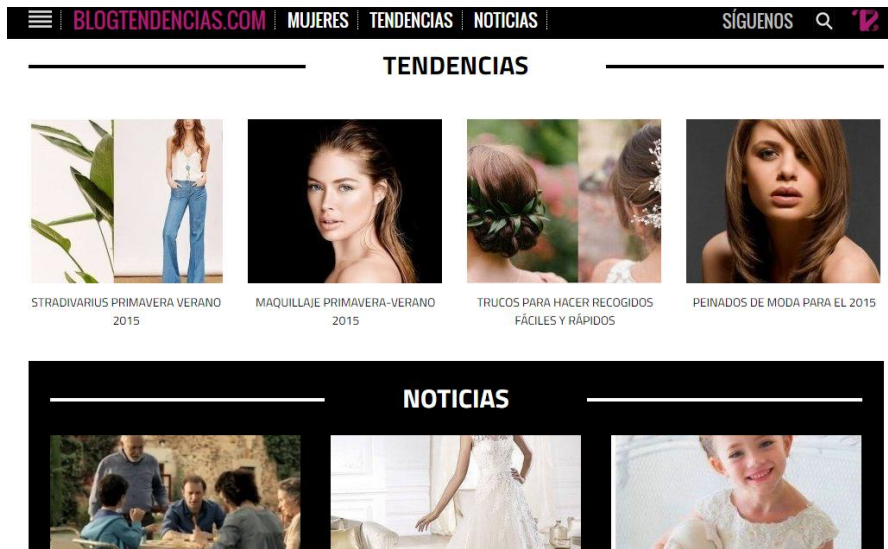 BLOGTENDENCIAS.COM MUJERES TENDENCIAS NOTICIAS SÍGUENOS
TENDENCIAS
STRADIVARIUS PRIMAVERA VERANO
2015
MAQUILLAJE PRIMAVERA-VERANO
2015
TRUCOS PARA HACER RECOGIDOS
FÁCILES Y RÁPIDOS
PEINADOS DE MODA PARA EL 2015
NOTICIAS